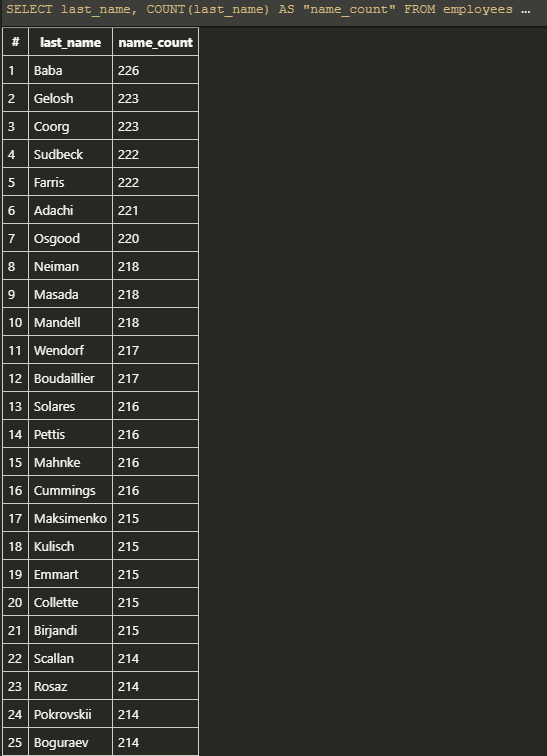 SELECT last_name, COUNT(last_name) AS "name_count" FROM employees …
# last_name name_count
1 Baba 226
2 Gelosh 223
3 Coorg 223
4 Sudbeck 222
5 Farris 222
6 Adachi 221
7 Osgood 220
8 Neiman 218
9 Masada 218
10 Mandell 218
11 Wendorf 217
12 Boudaillier 217
13 Solares 216
14 Pettis 216
15 Mahnke 216
16 Cummings 216
17 Maksimenko 215
18 Kulisch 215
19 Emmart 215
20 Collette 215
21 Birjandi 215
22 Scallan 214
23 Rosaz 214
24 Pokrovskii 214
25 Boguraev 214